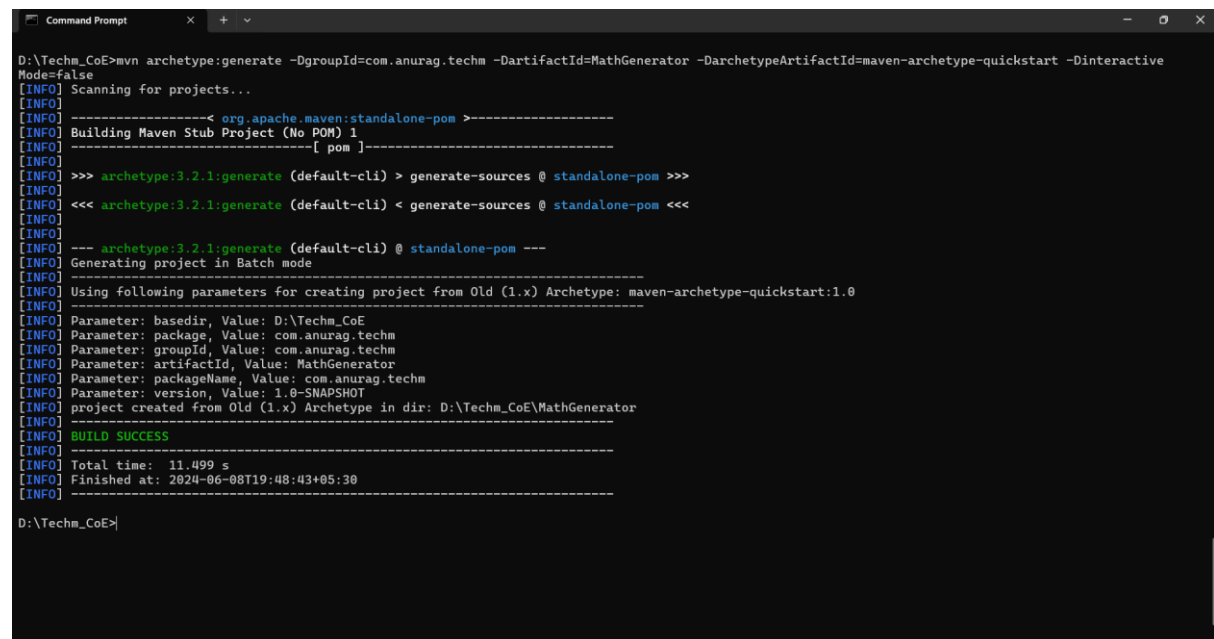 Command Prompt
D:\Techm_CoE>mvn archetype:generate -DgroupId=com.anurag.techm -DartifactId=MathGenerator -DarchetypeArtifactId=maven-archetype-quickstart -Dinteractive
Mode=false
[INFO] Scanning for projects...
[INFO]
[INFO] ------------------< org.apache.maven:standalone-pom >-------------------
[INFO] Building Maven Stub Project (No POM) 1
[INFO] --------------------------------[ pom ]---------------------------------
[INFO]
[INFO] >>> archetype:3.2.1:generate (default-cli) > generate-sources @ standalone-pom >>>
[INFO]
[INFO] <<< archetype:3.2.1:generate (default-cli) < generate-sources @ standalone-pom <<<
[INFO]
[INFO]
[INFO] --- archetype:3.2.1:generate (default-cli) @ standalone-pom ---
[INFO] Generating project in Batch mode
[INFO] ----------------------------------------------------------------------------
[INFO] Using following parameters for creating project from Old (1.x) Archetype: maven-archetype-quickstart:1.0
[INFO] ----------------------------------------------------------------------------
[INFO] Parameter: basedir, Value: D:\Techm_CoE
[INFO] Parameter: package, Value: com.anurag.techm
[INFO] Parameter: groupId, Value: com.anurag.techm
[INFO] Parameter: artifactId, Value: MathGenerator
[INFO] Parameter: packageName, Value: com.anurag.techm
[INFO] Parameter: version, Value: 1.0-SNAPSHOT
[INFO] project created from Old (1.x) Archetype in dir: D:\Techm_CoE\MathGenerator
[INFO] ------------------------------------------------------------------------
[INFO] BUILD SUCCESS
[INFO] ------------------------------------------------------------------------
[INFO] Total time:  11.499 s
[INFO] Finished at: 2024-06-08T19:48:43+05:30
[INFO] ------------------------------------------------------------------------
D:\Techm_CoE>